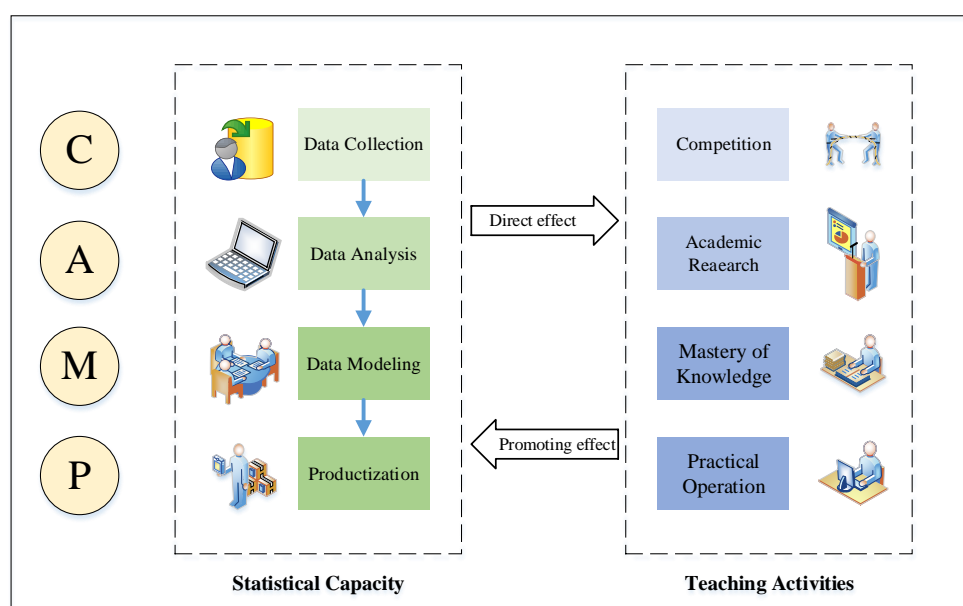 C
Data Collection
Competition
Direct effect
A
Data Analysis
Academic
Reaearch
M
Data Modeling
Mastery of
Knowledge
Promoting effect
P
Productization
Practical
Operation
Statistical Capacity
Teaching Activities